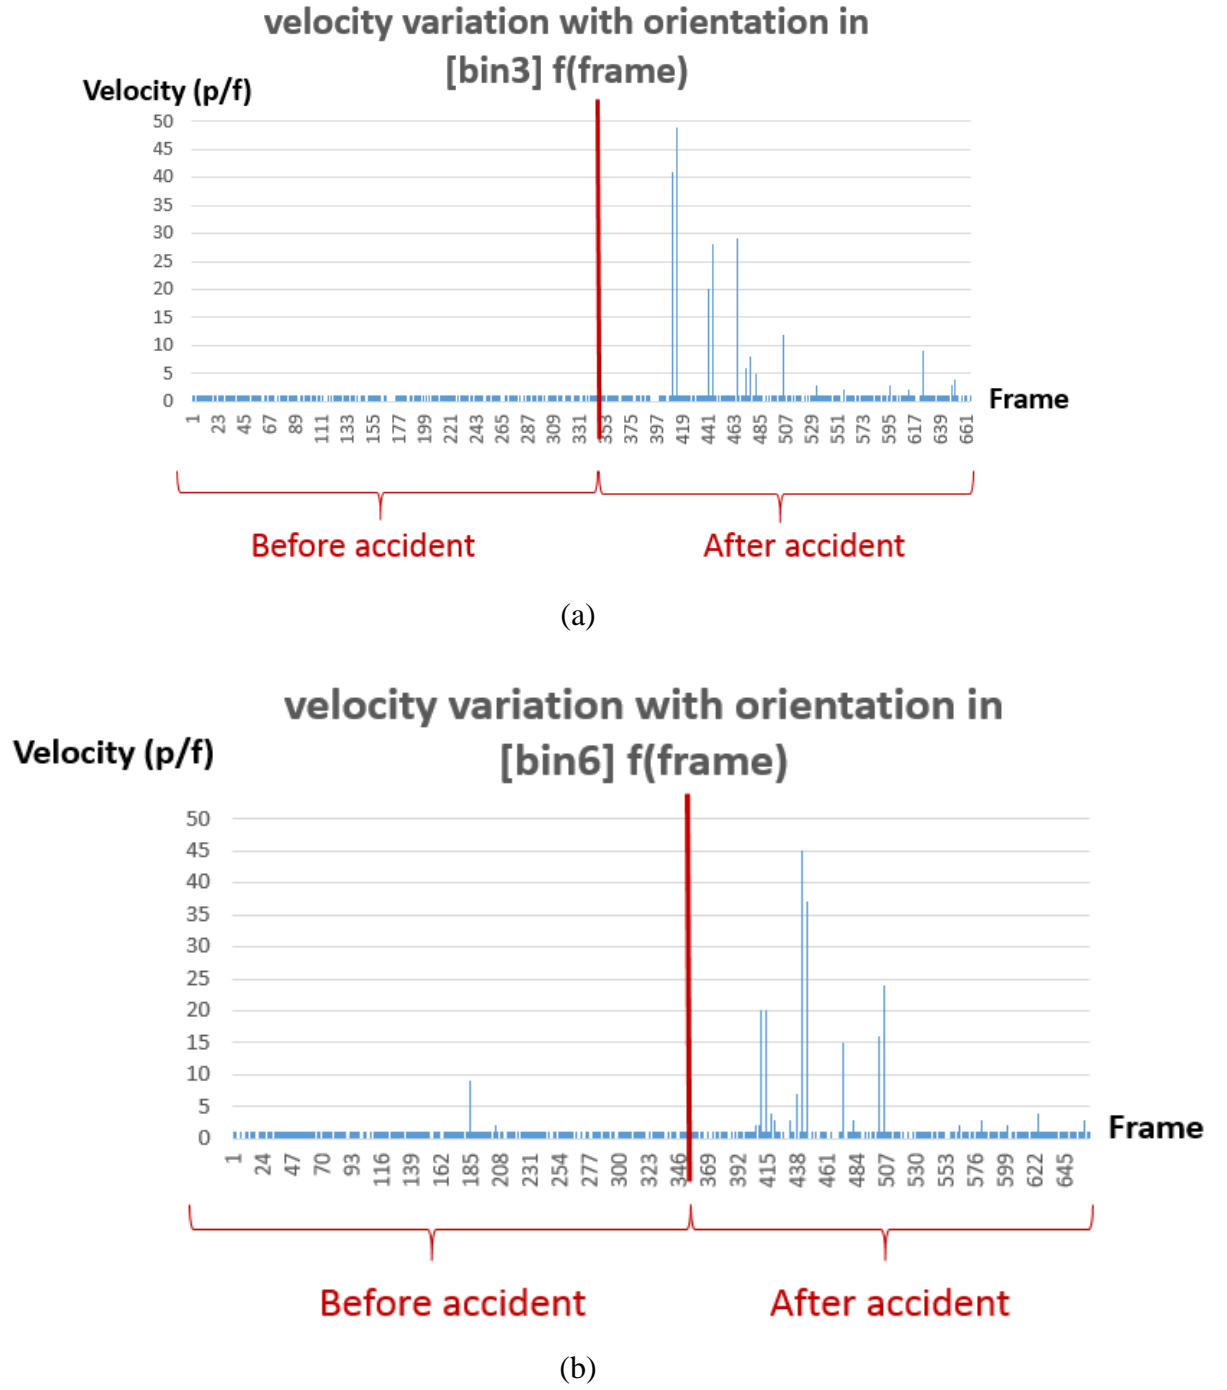 velocity variation with orientation in
[bin3] f(frame)
Velocity (p/f)
50
45
40
35
30
25
20
15
10
5
0
1 23 45 67 89 111 133 155 177 199 221 243 265 287 309 331 353 375 397 419 441 463 485 507 529 551 573 595 617 639 661
Frame
Before accident After accident
(a)
velocity variation with orientation in
Velocity (p/f)
[bin6] f(frame)
50
45
40
35
30
25
20
15
10
5
0
Frame
1 24 47 70 93 116 139 162 185 208 231 254 277 300 323 346 369 392 415 438 461 484 507 530 553 576 599 622 645
Before accident After accident
(b)